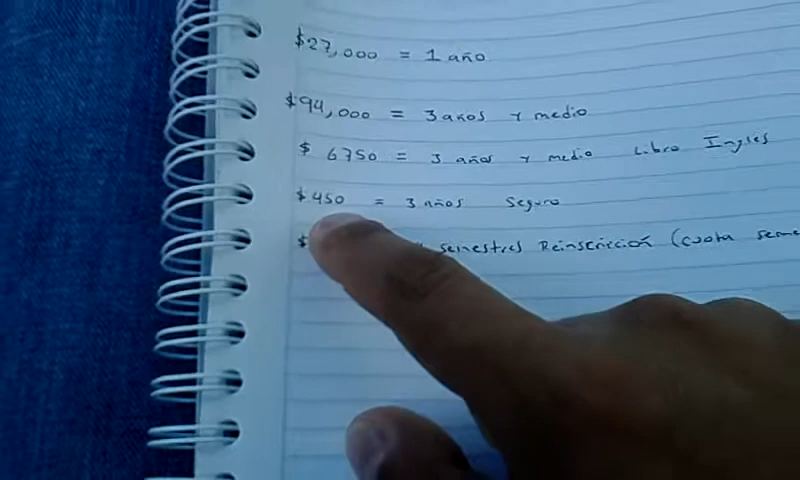 $27,000 = 1 año
$94,000 = 3 años y medio
$ 6750 = 3 años y medio Libro Ingles
$450 = 3 años Seguro
$ semestres Reinscricción (cuota